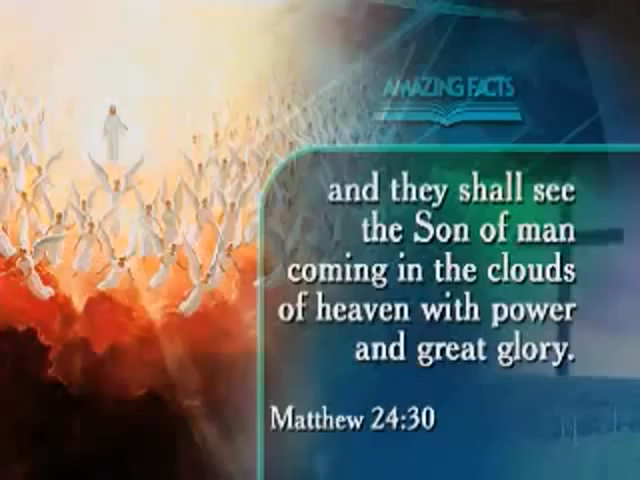 AMAZING FACTS
and they shall see
the Son of man
coming in the clouds
of heaven with power
and great glory.
Matthew 24:30